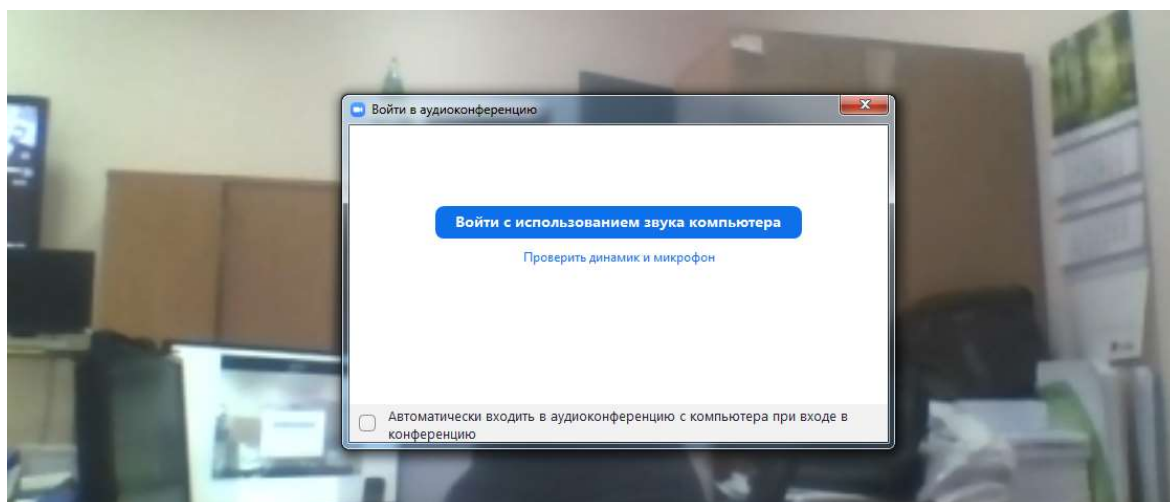 Войти в аудиоконференцию
Войти с использованием звука компьютера
Проверить динамик и микрофон
Автоматически входить в аудиоконференцию с компьютера при входе в
конференцию